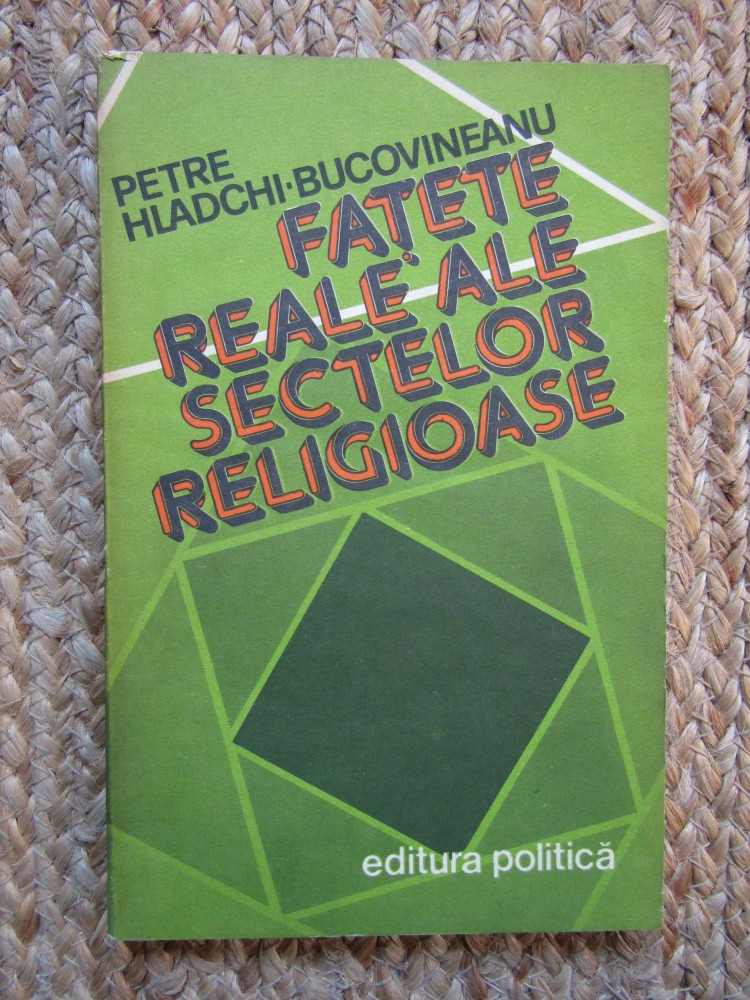 PETRE
HLADCHI-BUCOVINEANU
FAȚETE
REALE ALE
SECTELOR
RELIGIOASE
editura politică